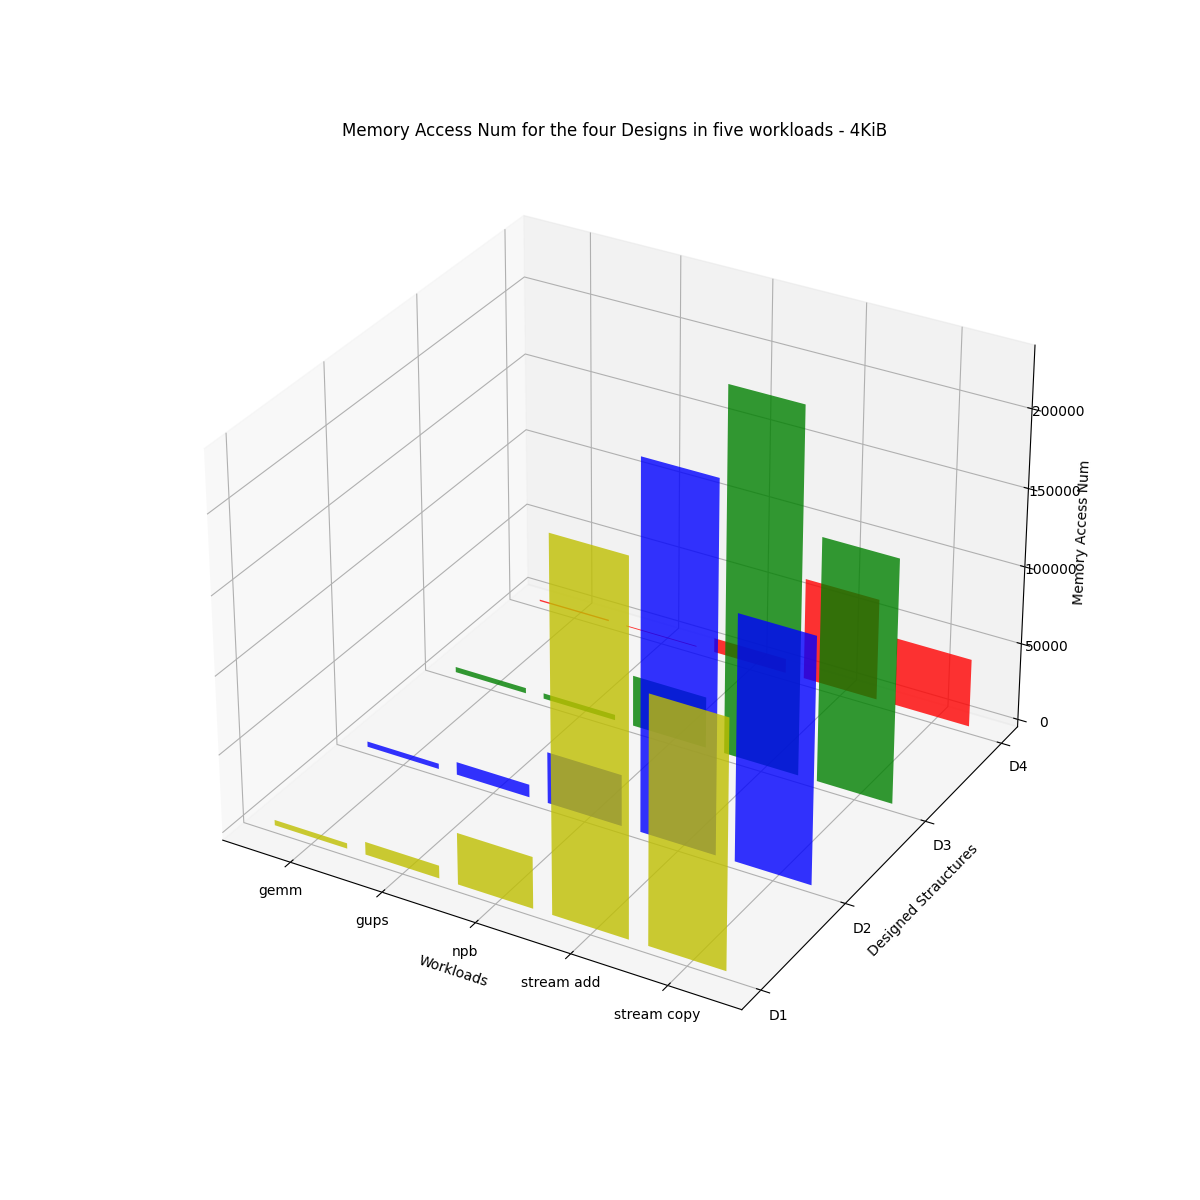 Memory Access Num for the four Designs in five workloads - 4KiB
200000
150000
100000
50000
0
Memory Access Num
D4
D3
D2
D1
Designed Strauctures
gemm
gups
npb
stream add
stream copy
Workloads